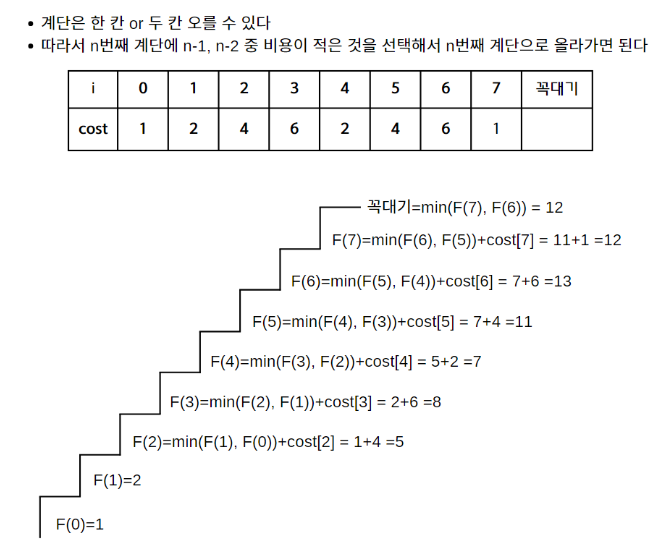 계단은 한 칸 or 두 칸 오를 수 있다
따라서 n번째 계단에 n-1, n-2 중 비용이 적은 것을 선택해서 n번째 계단으로 올라가면 된다
i 0 1 2 3 4 5 6 7 꼭대기
cost 1 2 4 6 2 4 6 1
꼭대기=min(F(7), F(6)) = 12
F(7)=min(F(6), F(5))+cost[7] = 11+1 =12
F(6)=min(F(5), F(4))+cost[6] = 7+6 =13
F(5)=min(F(4), F(3))+cost[5] = 7+4 =11
F(4)=min(F(3), F(2))+cost[4] = 5+2 =7
F(3)=min(F(2), F(1))+cost[3] = 2+6 =8
F(2)=min(F(1), F(0))+cost[2] = 1+4 =5
F(1)=2
F(0)=1